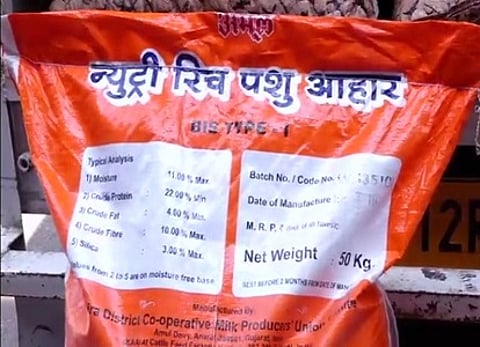 अमूल
न्युट्री रिच पशु आहार
BIS TYPE - I
Typical Analysis
1) Moisture : 11.00 % Max.
2) Crude Protein : 22.00 % Min
3) Crude Fat : 4.00 % Min.
4) Crude Fibre : 10.00 % Max.
5) Silica : 3.00 % Max.
values from 2 to 5 are on moisture free base
Batch No. / Code No.
Date of Manufacture :
M. R. P.
Net Weight : 50 Kg.
BEST BEFORE 2 MONTHS FROM DATE OF
Manufactured By
District Co-operative Milk Producers' Union
Amul Dairy, Anand
Cattle Feed
12R